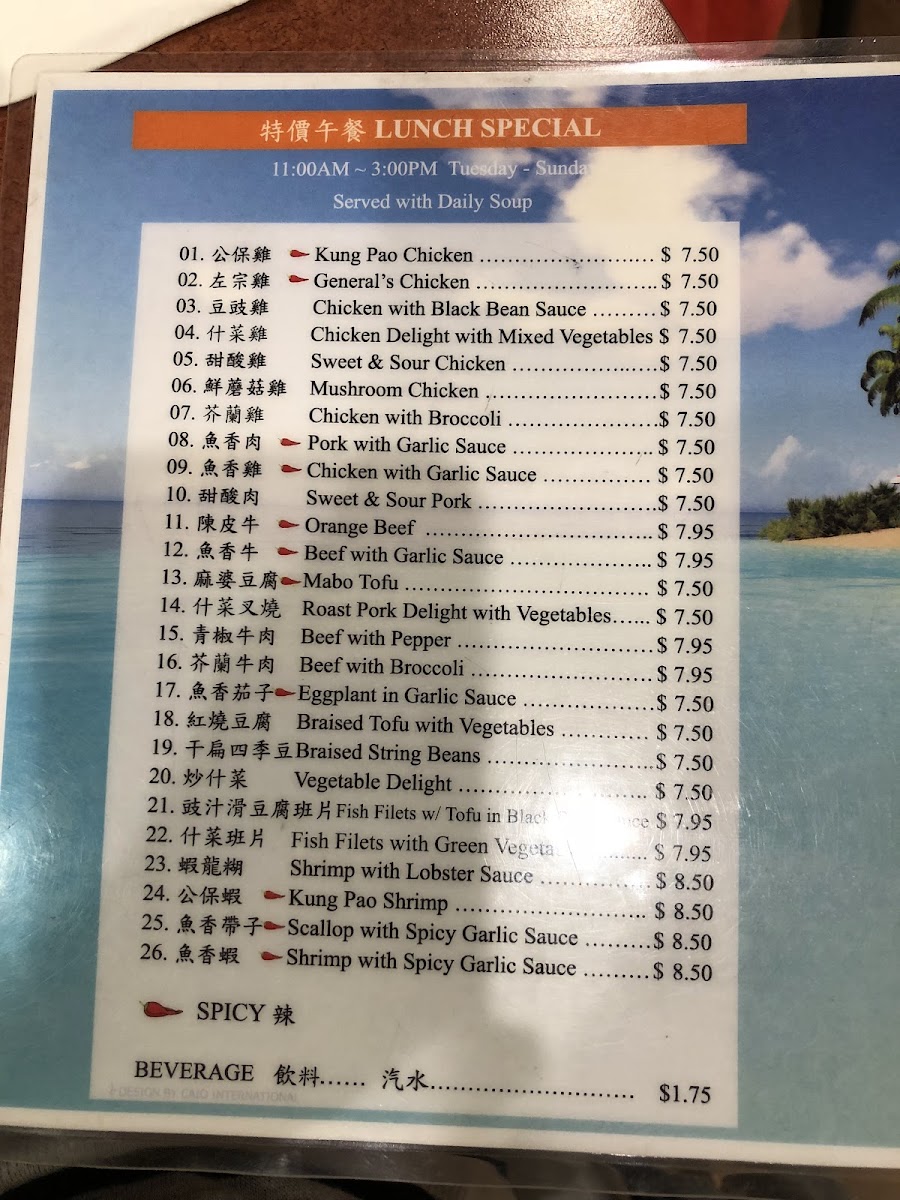 特價午餐 LUNCH SPECIAL
11:00AM ~ 3:00PM Tuesday - Sunday
Served with Daily Soup
01. 公保雞 Kung Pao Chicken ........................ $ 7.50
02. 左宗雞 General's Chicken ........................ $ 7.50
03. 豆豉雞 Chicken with Black Bean Sauce ......... $ 7.50
04. 什菜雞 Chicken Delight with Mixed Vegetables $ 7.50
05. 甜酸雞 Sweet & Sour Chicken ..................... $ 7.50
06. 鮮蘑菇雞 Mushroom Chicken ........................ $ 7.50
07. 芥蘭雞 Chicken with Broccoli ..................... $ 7.50
08. 魚香肉 Pork with Garlic Sauce ..................... $ 7.50
09. 魚香雞 Chicken with Garlic Sauce ............... $ 7.50
10. 甜酸肉 Sweet & Sour Pork ........................ $ 7.50
11. 陳皮牛 Orange Beef .............................. $ 7.95
12. 魚香牛 Beef with Garlic Sauce ..................... $ 7.95
13. 麻婆豆腐 Mabo Tofu ................................. $ 7.50
14. 什菜叉燒 Roast Pork Delight with Vegetables...... $ 7.50
15. 青椒牛肉 Beef with Pepper ........................... $ 7.95
16. 芥蘭牛肉 Beef with Broccoli ........................ $ 7.95
17. 魚香茄子 Eggplant in Garlic Sauce .................. $ 7.50
18. 紅燒豆腐 Braised Tofu with Vegetables ............ $ 7.50
19. 干扁四季豆 Braised String Beans ..................... $ 7.50
20. 炒什菜 Vegetable Delight ........................ $ 7.50
21. 豉汁滑豆腐班片 Fish Filets w/ Tofu in Black $ 7.95
22. 什菜班片 Fish Filets with Green ......... $ 7.95
23. 蝦龍糊 Shrimp with Lobster Sauce ............... $ 8.50
24. 公保蝦 Kung Pao Shrimp ........................ $ 8.50
25. 魚香帶子 Scallop with Spicy Garlic Sauce ......... $ 8.50
26. 魚香蝦 Shrimp with Spicy Garlic Sauce ......... $ 8.50
SPICY 辣
BEVERAGE 飲料...... 汽水.............................. $1.75
DESIGN BY CAIO INTERNATIONAL